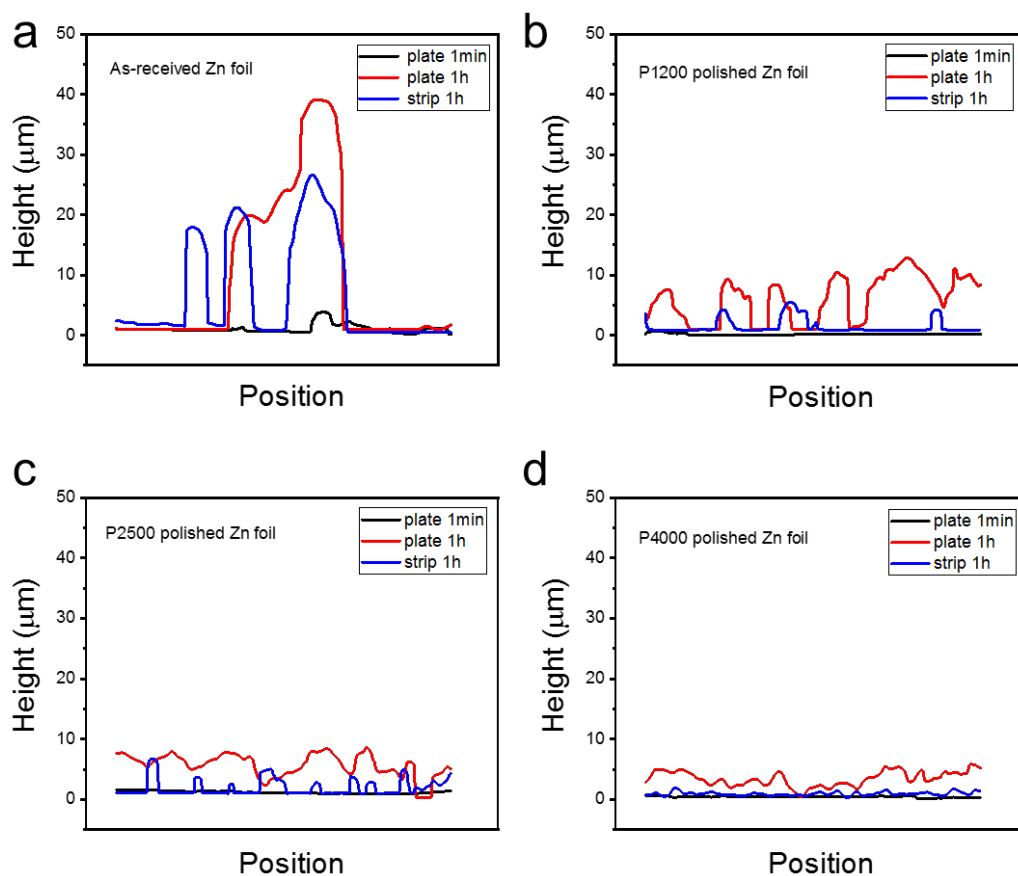 a
As-received Zn foil
plate 1min
plate 1h
strip 1h
50
40
30
20
10
0
Height (μm)
Position
b
P1200 polished Zn foil
plate 1min
plate 1h
strip 1h
50
40
30
20
10
0
Height (μm)
Position
c
P2500 polished Zn foil
plate 1min
plate 1h
strip 1h
50
40
30
20
10
0
Height (μm)
Position
d
P4000 polished Zn foil
plate 1min
plate 1h
strip 1h
50
40
30
20
10
0
Height (μm)
Position